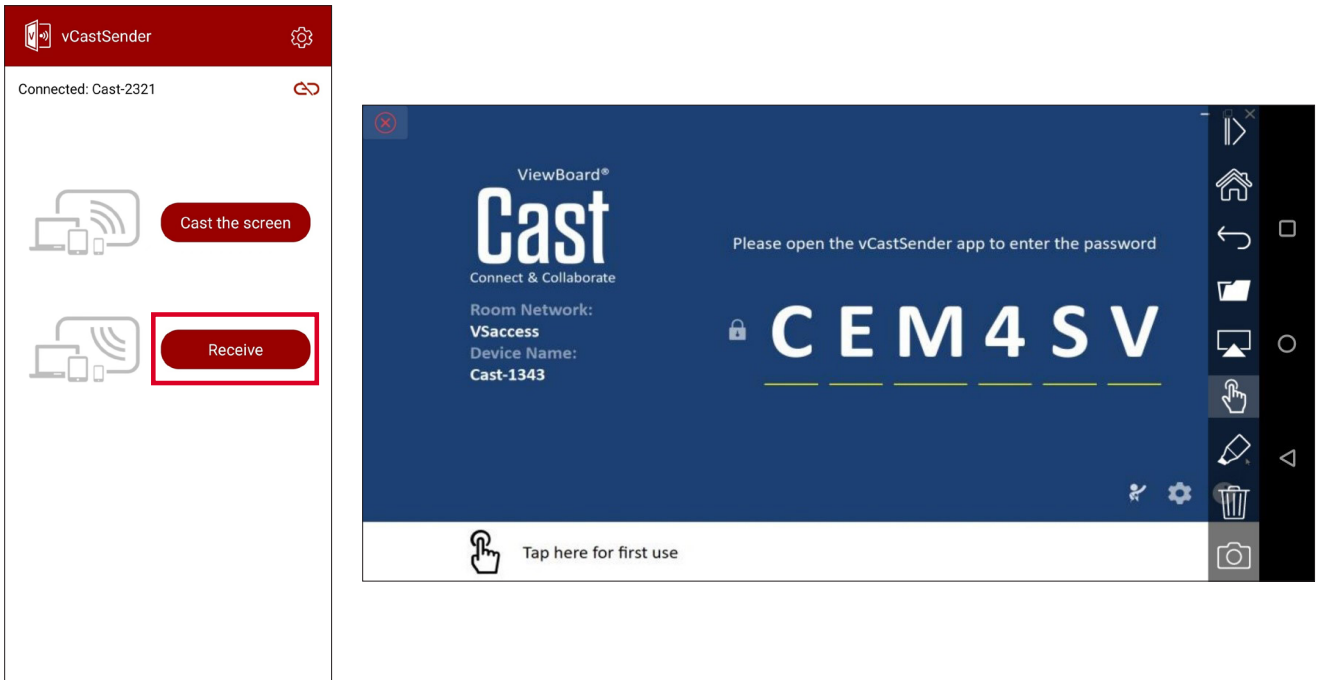 vCastSender
Connected: Cast-2321
Cast the screen
Receive
ViewBoard®
Cast
Connect & Collaborate
Room Network:
VSaccess
Device Name:
Cast-1343
Please open the vCastSender app to enter the password
CEM4SV
Tap here for first use